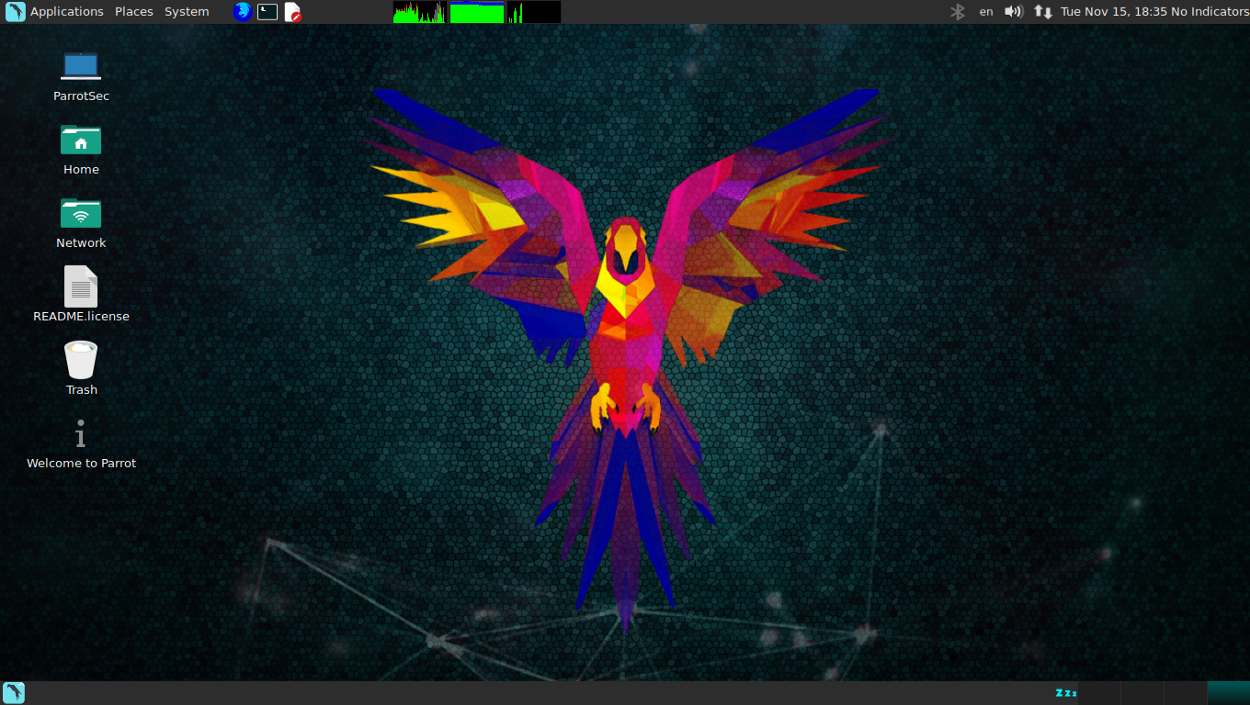 Applications Places System
en Tue Nov 15, 18:35 No Indicators
ParrotSec
Home
Network
README.license
Trash
Welcome to Parrot
zzz